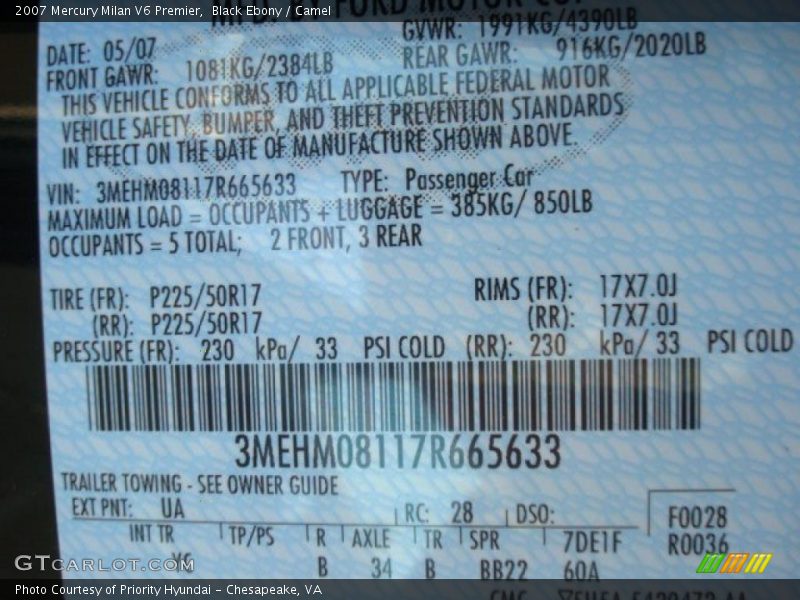 2007 Mercury Milan V6 Premier, Black Ebony / Camel
FORD MOTOR
GVWR: 1991KG/4390LB
DATE: 05/07
REAR GAWR: 916KG/2020LB
FRONT GAWR: 1081KG/2384LB
THIS VEHICLE CONFORMS TO ALL APPLICABLE FEDERAL MOTOR
VEHICLE SAFETY, BUMPER, AND THEFT PREVENTION STANDARDS
IN EFFECT ON THE DATE OF MANUFACTURE SHOWN ABOVE.
VIN: 3MEHM08117R665633 TYPE: Passenger Car
MAXIMUM LOAD = OCCUPANTS + LUGGAGE = 385KG/ 850LB
OCCUPANTS = 5 TOTAL; 2 FRONT, 3 REAR
TIRE (FR): P225/50R17 RIMS (FR): 17X7.0J
(RR): P225/50R17 (RR): 17X7.0J
PRESSURE (FR): 230 kPa/ 33 PSI COLD (RR): 230 kPa/ 33 PSI COLD
3MEHM08117R665633
TRAILER TOWING - SEE OWNER GUIDE
EXT PNT: UA RC: 28 DSO: F0028
INT TR TP/PS R AXLE TR SPR 7DE1F R0036
B 34 B BB22 60A
GTCarLot.com
Photo Courtesy of Priority Hyundai - Chesapeake, VA